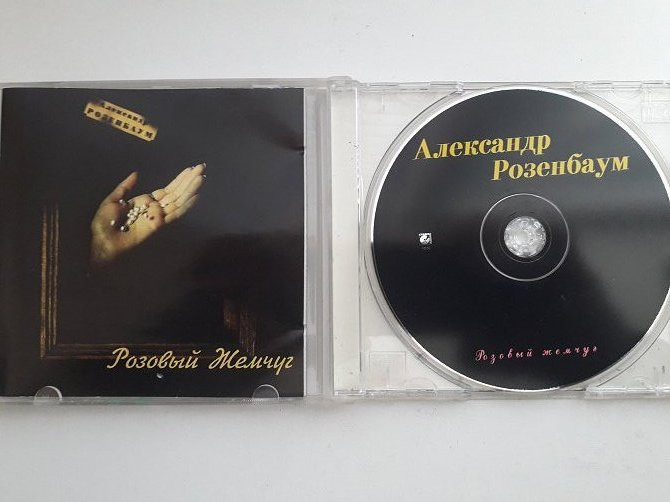 Александр
РОЗЕНБАУМ
Розовый Жемчуг
Александр
Розенбаум
Розовый жемчуг